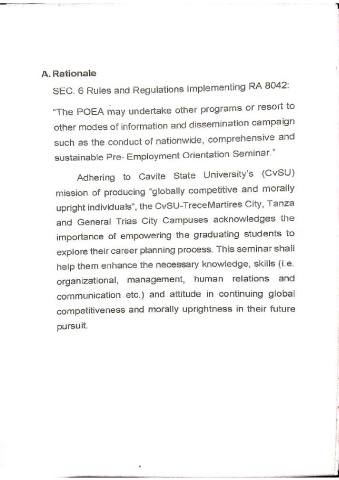 A. Rationale
SEC. 6 Rules and Regulations Implementing RA 8042:
"The POEA may undertake other programs or resort to
other modes of information and dissemination campaign
such as the conduct of nationwide, comprehensive and
sustainable Pre- Employment Orientation Seminar."
Adhering to Cavite State University's (CvSU)
mission of producing "globally competitive and morally
upright individuals", the CvSU-TreceMartires City, Tanza
and General Trias City Campuses acknowledges the
importance of empowering the graduating students to
explore their career planning process. This seminar shall
help them enhance the necessary knowledge, skills (i.e.
organizational, management, human relations and
communication etc.) and attitude in continuing global
competitiveness and morally uprightness in their future
pursuit.